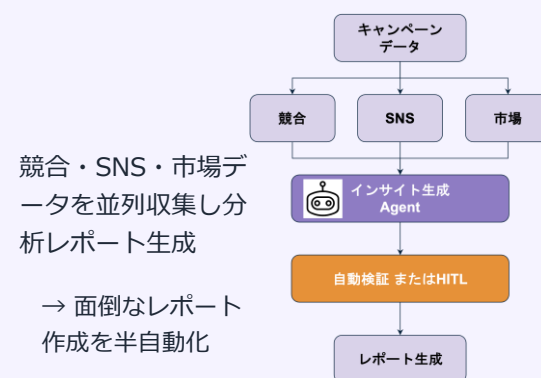 キャンペーン
データ
競合
SNS
市場
競合・SNS・市場デ
ータを並列収集し分
析レポート生成
→ 面倒なレポート
作成を半自動化
インサイト生成
Agent
自動検証 またはHITL
レポート生成